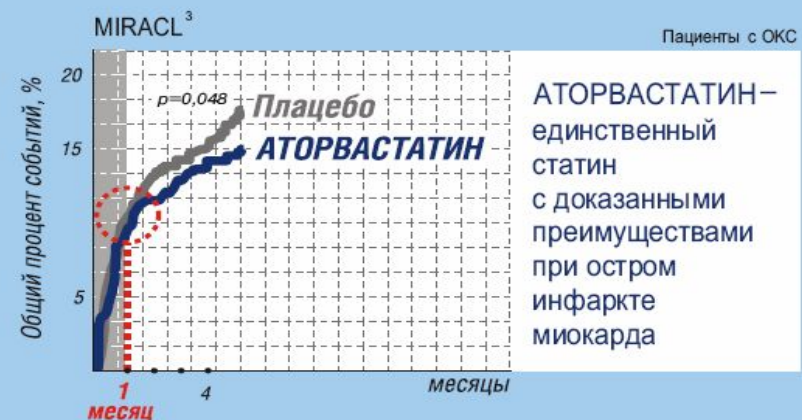 MIRACL³
Пациенты с ОКС
Общий процент событий, %
20
15
5
p=0,048
Плацебо
АТОРВАСТАТИН
1
месяц
4
месяцы
АТОРВАСТАТИН–
единственный
статин
с доказанными
преимуществами
при остром
инфаркте
миокарда